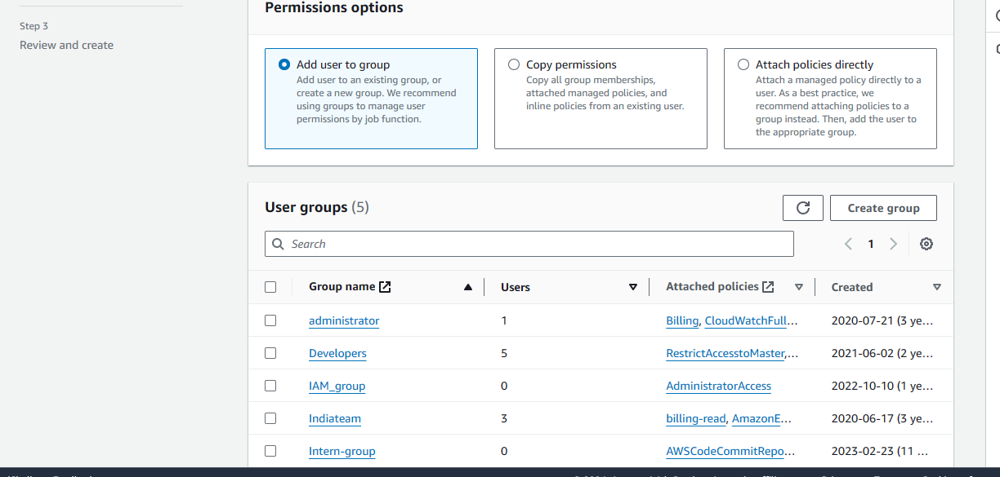 Permissions options
Step 3
Review and create
Add user to group
Add user to an existing group, or
create a new group. We recommend
using groups to manage user
permissions by job function.
Copy permissions
Copy all group memberships,
attached managed policies, and
inline policies from an existing user.
Attach policies directly
Attach a managed policy directly to a
user. As a best practice, we
recommend attaching policies to a
group instead. Then, add the user to
the appropriate group.
User groups (5)
Create group
Search
1
Group name Users Attached policies Created
administrator 1 Billing, CloudWatchFull... 2020-07-21 (3 ye...
Developers 5 RestrictAccesstoMaster,... 2021-06-02 (2 ye...
IAM_group 0 AdministratorAccess 2022-10-10 (1 ye...
Indiateam 3 billing-read, AmazonE... 2020-06-17 (3 ye...
Intern-group 0 AWSCodeCommitRepo... 2023-02-23 (11 ...